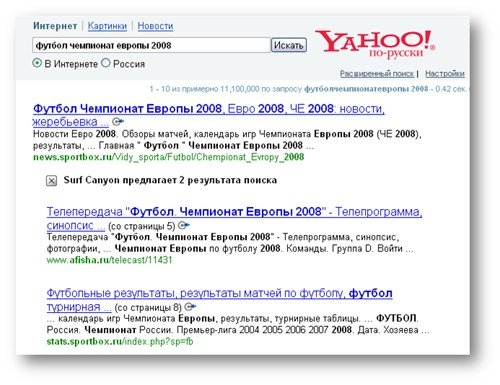 Интернет Картинки Новости
футбол чемпионат европы 2008 Искать
YAHOO!
по-русски
В Интернете Россия
Расширенный поиск | Настройки
1 - 10 из примерно 11,100,000 по запросу футболчемпионатевропы 2008 - 0.42 сек.
Футбол Чемпионат Европы 2008, Евро 2008, ЧЕ 2008: новости,
жеребьевка ...
Новости Евро 2008. Обзоры матчей, календарь игр Чемпионата Европы 2008 (ЧЕ 2008),
результаты, ... Главная " Футбол " Чемпионат Европы 2008 ...
news.sportbox.ru/Vidy_sporta/Futbol/Chempionat_Evropy_2008
Surf Canyon предлагает 2 результата поиска
Телепередача "Футбол. Чемпионат Европы 2008" - Телепрограмма,
синопсис ... (со страницы 5)
Телепередача "Футбол. Чемпионат Европы 2008" - Телепрограмма, синопсис,
фотографии, ... Чемпионат Европы по футболу 2008. Команды. Группа D. Войти ...
www.afisha.ru/telecast/11431
Футбольные результаты, результаты матчей по футболу, футбол
турнирная ... (со страницы 8)
... календарь игр Чемпионата Европы, результаты, турнирные таблицы. ... ФУТБОЛ.
Россия. Чемпионат России. Премьер-лига 2004 2005 2006 2007 2008. Дата. Хозяева ...
stats.sportbox.ru/index.php?sp=fb